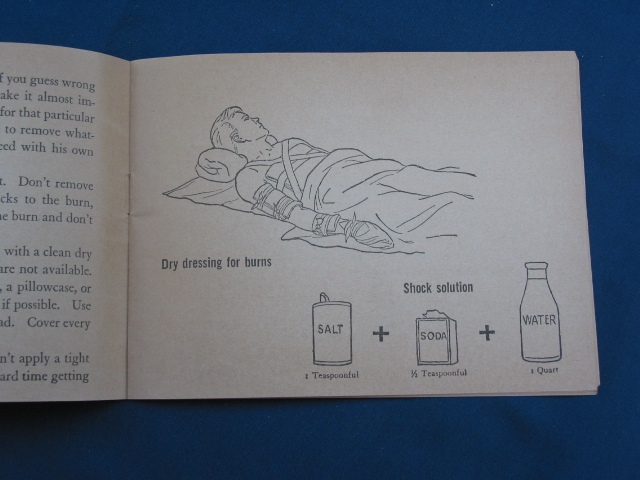 f you guess wrong
ake it almost im-
for that particular
to remove what-
eed with his own
t. Don't remove
cks to the burn,
he burn and don't
with a clean dry
are not available.
, a pillowcase, or
if possible. Use
ad. Cover every
n't apply a tight
ard time getting
Dry dressing for burns
Shock solution
SALT
+
SODA
+
WATER
1 Teaspoonful
½ Teaspoonful
1 Quart